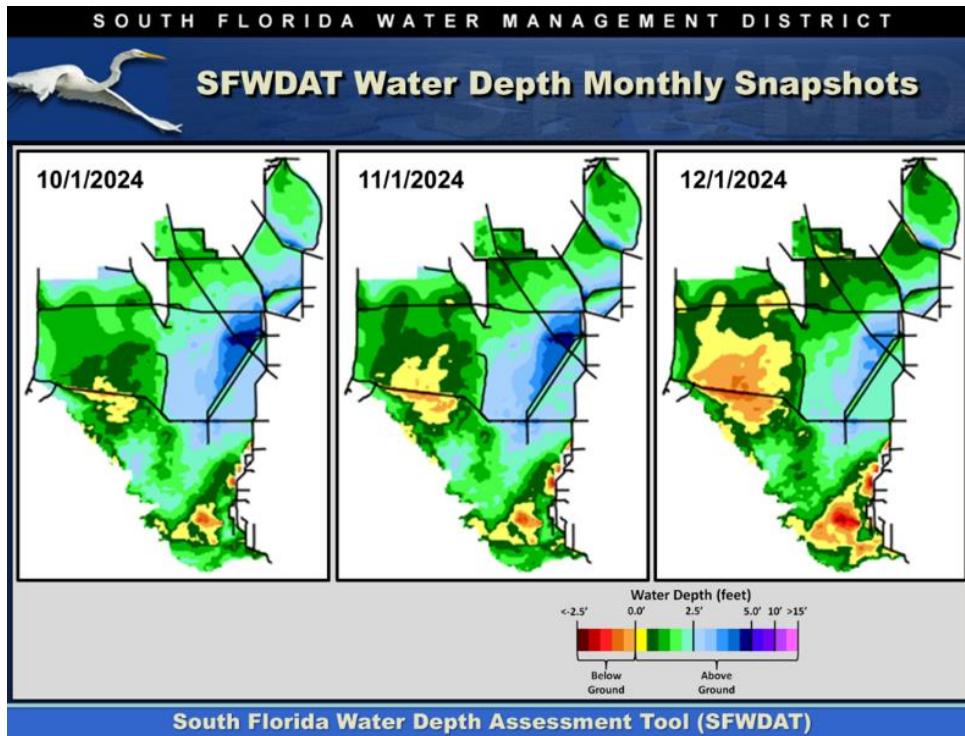 SOUTH FLORIDA WATER MANAGEMENT DISTRICT
SFWDAT Water Depth Monthly Snapshots
10/1/2024
11/1/2024
12/1/2024
Water Depth (feet)
<-2.5' 0.0' 2.5' 5.0' 10' >15'
Below Ground
Above Ground
South Florida Water Depth Assessment Tool (SFWDAT)